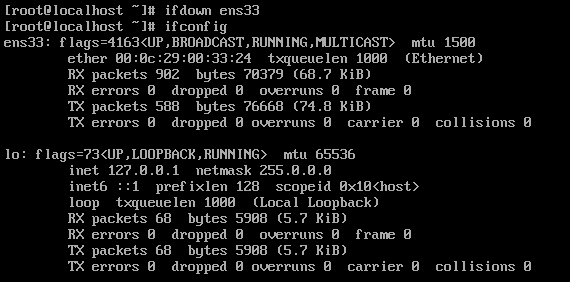 [root@localhost ~]# ifdown ens33
[root@localhost ~]# ifconfig
ens33: flags=4163<UP,BROADCAST,RUNNING,MULTICAST>  mtu 1500
        ether 00:0c:29:00:33:24  txqueuelen 1000  (Ethernet)
        RX packets 902  bytes 70379 (68.7 KiB)
        RX errors 0  dropped 0  overruns 0  frame 0
        TX packets 588  bytes 76668 (74.8 KiB)
        TX errors 0  dropped 0 overruns 0  carrier 0  collisions 0
lo: flags=73<UP,LOOPBACK,RUNNING>  mtu 65536
        inet 127.0.0.1  netmask 255.0.0.0
        inet6 ::1  prefixlen 128  scopeid 0x10<host>
        loop  txqueuelen 1000  (Local Loopback)
        RX packets 68  bytes 5908 (5.7 KiB)
        RX errors 0  dropped 0  overruns 0  frame 0
        TX packets 68  bytes 5908 (5.7 KiB)
        TX errors 0  dropped 0 overruns 0  carrier 0  collisions 0